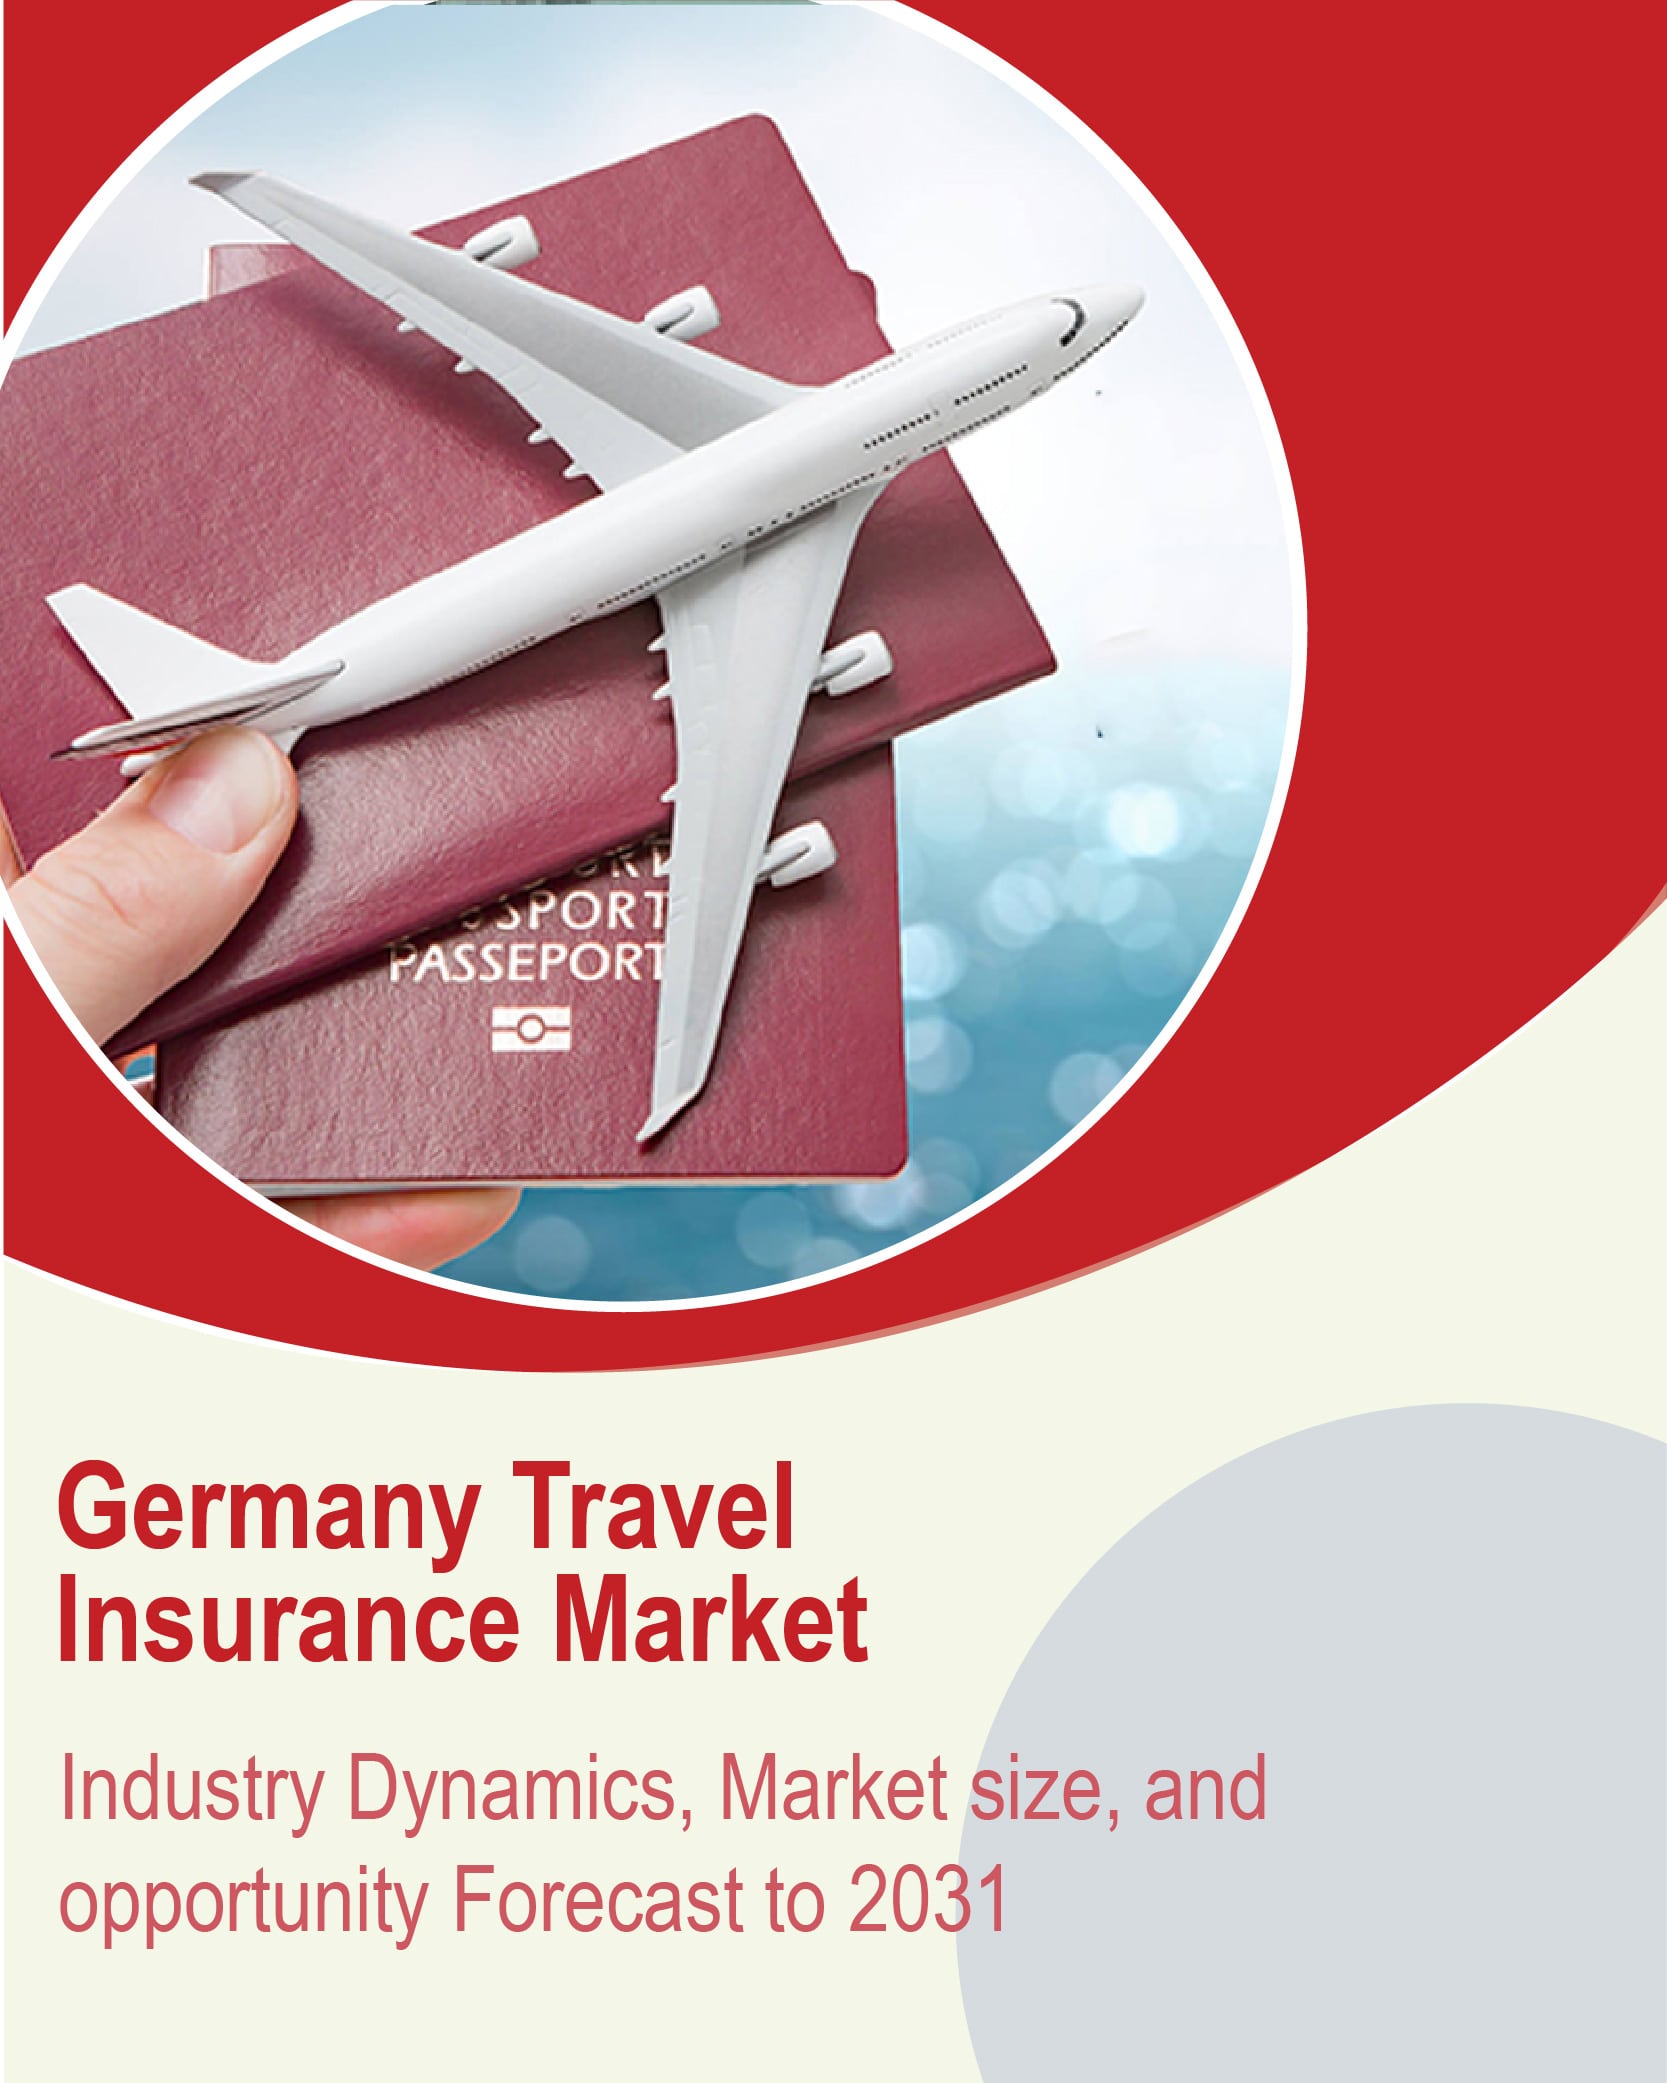 PASSEPORT
Germany Travel
Insurance Market
Industry Dynamics, Market size, and
opportunity Forecast to 2031